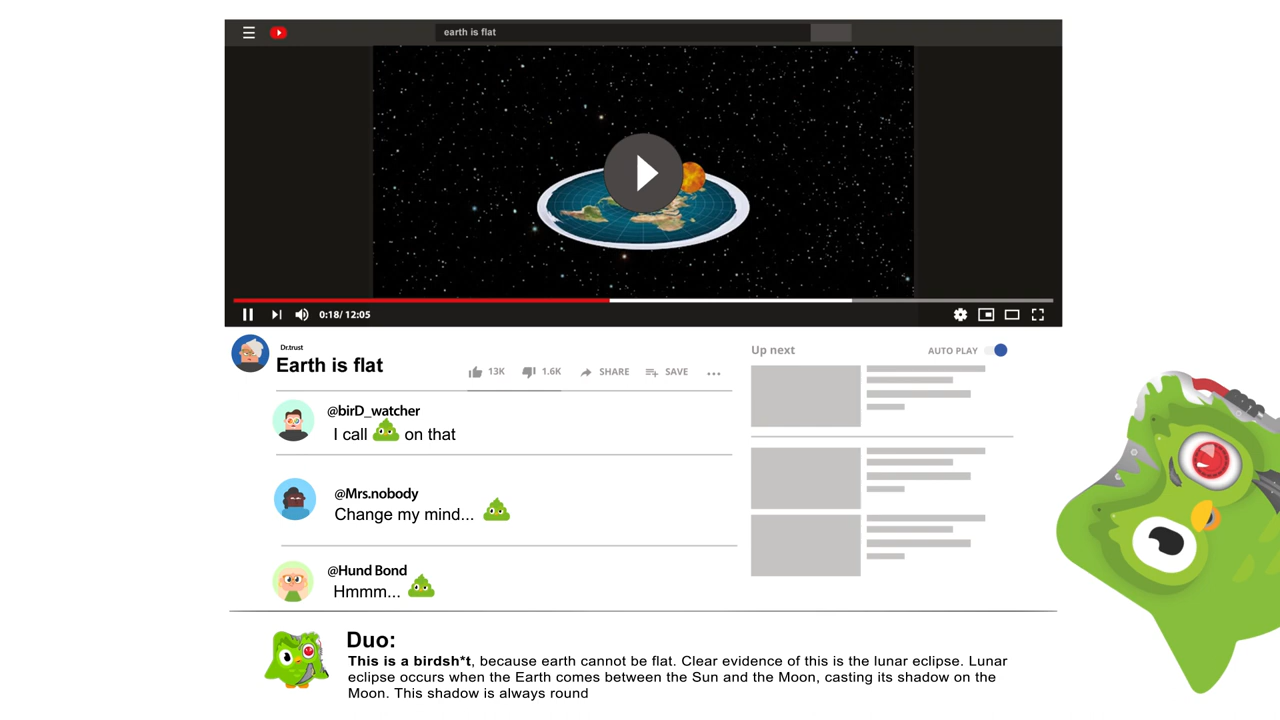 earth is flat
0:18/ 12:05
Dr.trust
Earth is flat
13K 1.6K SHARE SAVE ...
Up next AUTO PLAY
@birD_watcher
I call on that
@Mrs.nobody
Change my mind...
@Hund Bond
Hmmm...
Duo:
This is a birdsh*t, because earth cannot be flat. Clear evidence of this is the lunar eclipse. Lunar
eclipse occurs when the Earth comes between the Sun and the Moon, casting its shadow on the
Moon. This shadow is always round